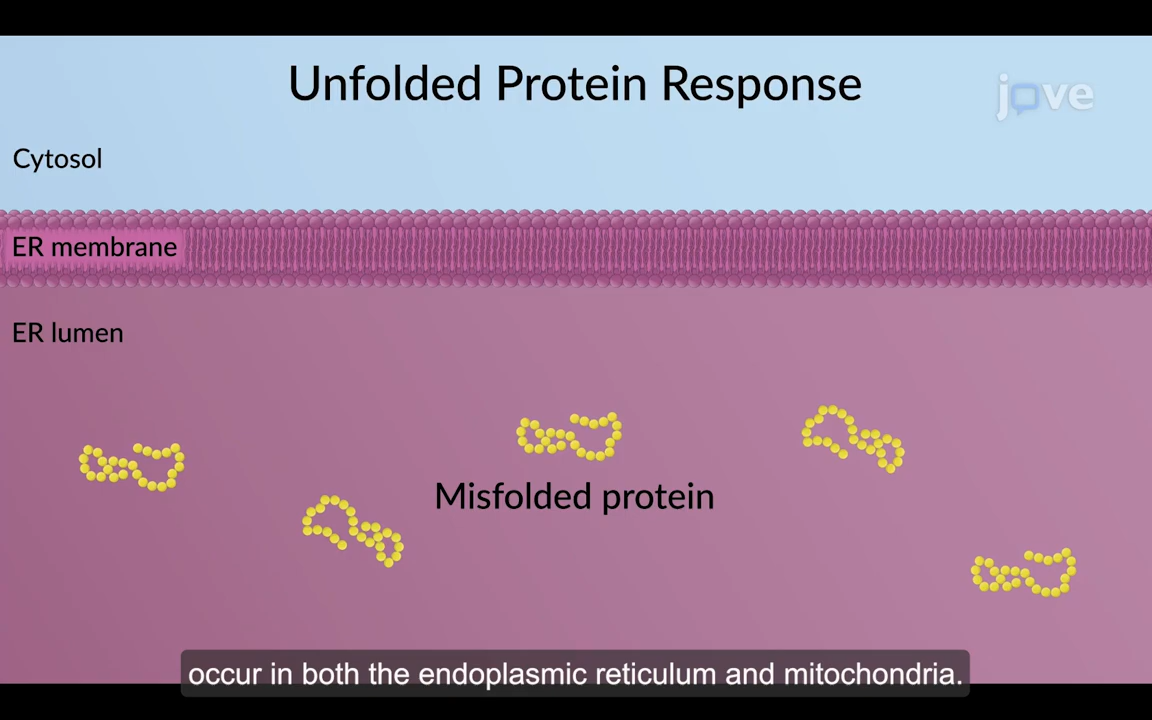 Unfolded Protein Response
jove
Cytosol
ER membrane
ER lumen
Misfolded protein
occur in both the endoplasmic reticulum and mitochondria.